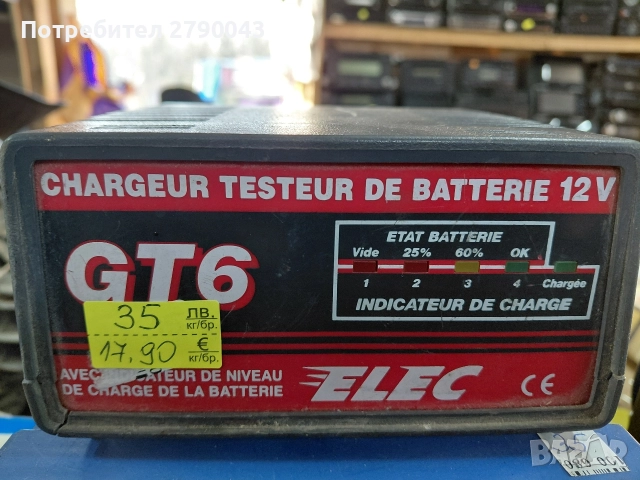 Потребител 2790043
CHARGEUR TESTEUR DE BATTERIE 12 V
GT6
ETAT BATTERIE
Vide 25% 60% OK
1 2 3 4 Chargée
INDICATEUR DE CHARGE
35 ЛВ. кг/бр.
17,90 € кг/бр.
AVEC DE NIVEAU
DE CHARGE DE LA BATTERIE
ELEC
CE